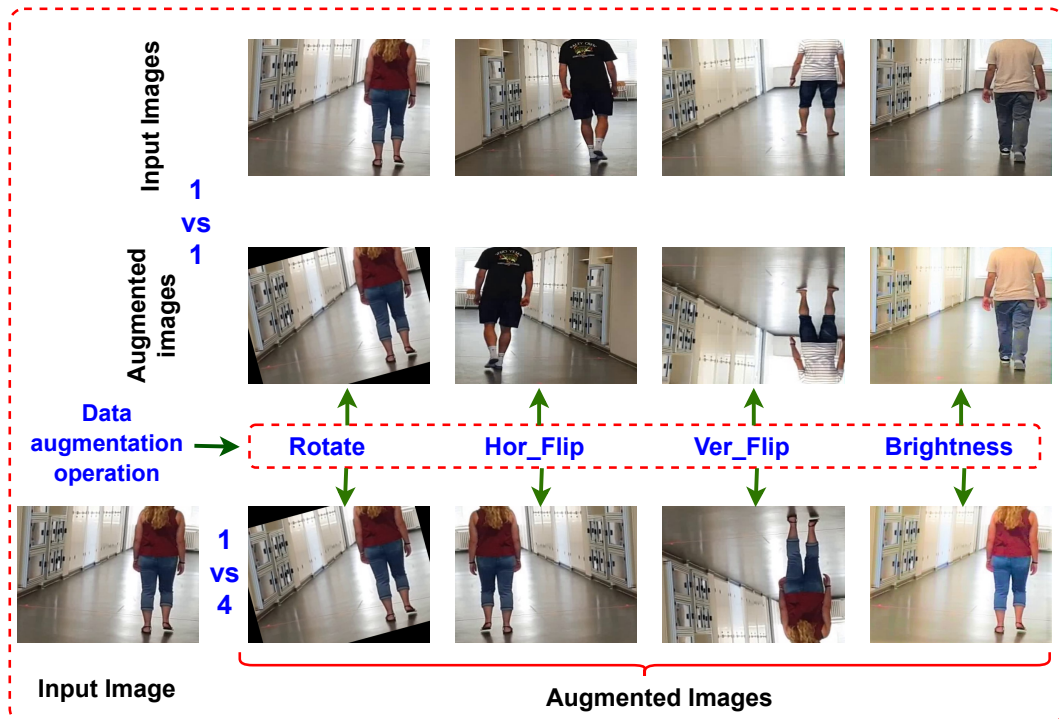 Input Images
1
vs
1
Augmented
images
Data
augmentation
operation
Rotate
Hor_Flip
Ver_Flip
Brightness
1
vs
4
Input Image
Augmented Images